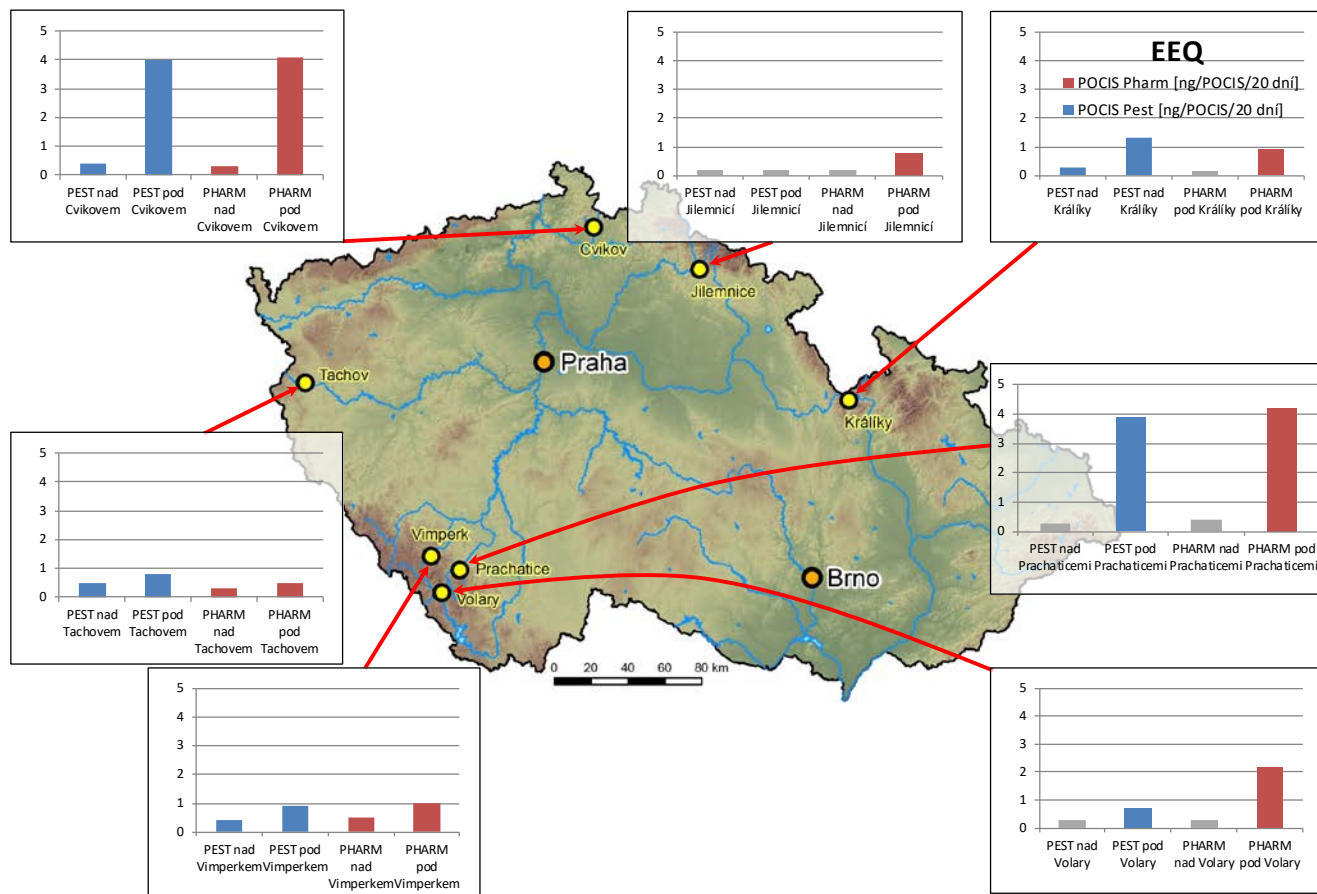 5
4
3
2
1
0
PEST nad
Cvikovem
PEST pod
Cvikovem
PHARM
nad
Cvikovem
PHARM
pod
Cvikovem
5
4
3
2
1
0
PEST nad
Jilemnicí
PEST pod
Jilemnicí
PHARM
nad
Jilemnicí
PHARM
pod
Jilemnicí
EEQ
POCIS Pharm [ng/POCIS/20 dní]
POCIS Pest [ng/POCIS/20 dní]
5
4
3
2
1
0
PEST nad
Králíky
PEST nad
Králíky
PHARM
pod Králíky
PHARM
pod Králíky
Cvikov
Jilemnice
Praha
Tachov
Králíky
5
4
3
2
1
0
PEST nad
Prachaticemi
PEST pod
Prachaticemi
PHARM nad
Prachaticemi
PHARM pod
Prachaticemi
5
4
3
2
1
0
PEST nad
Tachovem
PEST pod
Tachovem
PHARM
nad
Tachovem
PHARM
pod
Tachovem
Vimperk
Prachatice
Volary
Brno
0 20 40 60 80 km
5
4
3
2
1
0
PEST nad
Vimperkem
PEST pod
Vimperkem
PHARM
nad
Vimperkem
PHARM
pod
Vimperkem
5
4
3
2
1
0
PEST nad
Volary
PEST pod
Volary
PHARM
nad Volary
PHARM
pod Volary